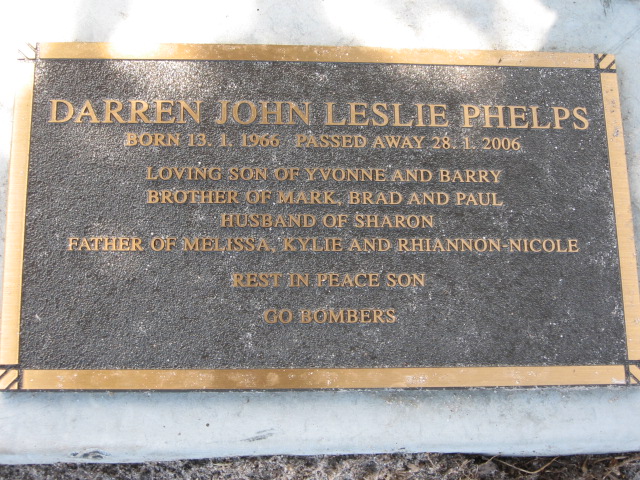 DARREN JOHN LESLIE PHELPS
BORN 13. 1. 1966 PASSED AWAY 28. 1. 2006
LOVING SON OF YVONNE AND BARRY
BROTHER OF MARK, BRAD AND PAUL
HUSBAND OF SHARON
FATHER OF MELISSA, KYLIE AND RHIANNON-NICOLE
REST IN PEACE SON
GO BOMBERS